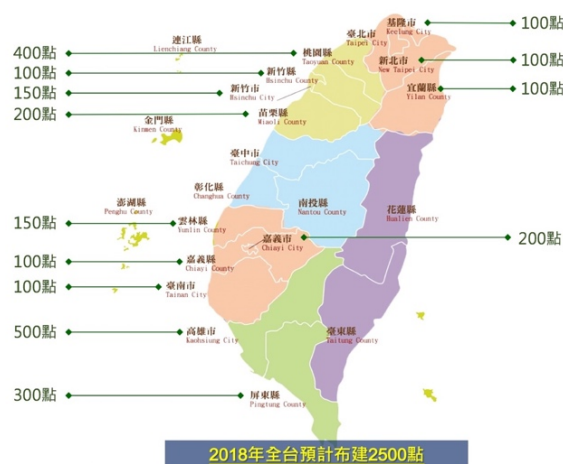 基隆市
Keelung City
100點
連江縣
Lienchiang County
臺北市
Taipei City
400點
桃園縣
Taoyuan County
新北市
New Taipei City
100點
100點
新竹縣
Hsinchu County
宜蘭縣
Yilan County
100點
150點
新竹市
Hsinchu City
200點
苗栗縣
Miaoli County
金門縣
Kinmen County
臺中市
Taichung City
彰化縣
Changhua County
南投縣
Nantou County
花蓮縣
Hualien County
澎湖縣
Penghu County
150點
雲林縣
Yunlin County
嘉義市
Chiayi City
200點
100點
嘉義縣
Chiayi County
100點
臺南市
Tainan City
500點
高雄市
Kaohsiung City
臺東縣
Taitung County
300點
屏東縣
Pingtung County
2018年全台預計布建2500點